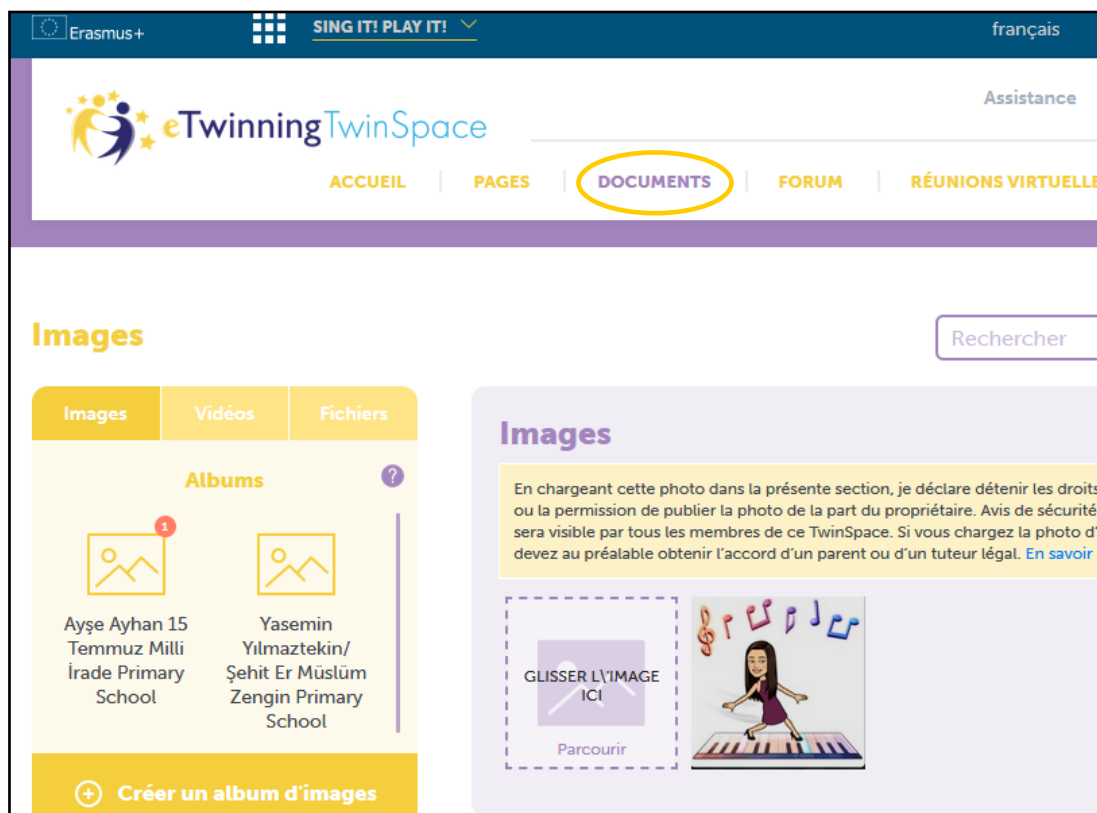 Erasmus+
SING IT! PLAY IT!
français
Assistance
eTwinning TwinSpace
ACCUEIL
PAGES
DOCUMENTS
FORUM
RÉUNIONS VIRTUELLE
Images
Rechercher
Images
Vidéos
Fichiers
Albums
?
1
Ayşe Ayhan 15
Temmuz Milli
İrade Primary
School
Yasemin
Yılmaztekin/
Şehit Er Müslüm
Zengin Primary
School
Créer un album d'images
Images
En chargeant cette photo dans la présente section, je déclare détenir les droits
ou la permission de publier la photo de la part du propriétaire. Avis de sécurité
sera visible par tous les membres de ce TwinSpace. Si vous chargez la photo d'
devez au préalable obtenir l'accord d'un parent ou d'un tuteur légal. En savoir
GLISSER L\'IMAGE
ICI
Parcourir